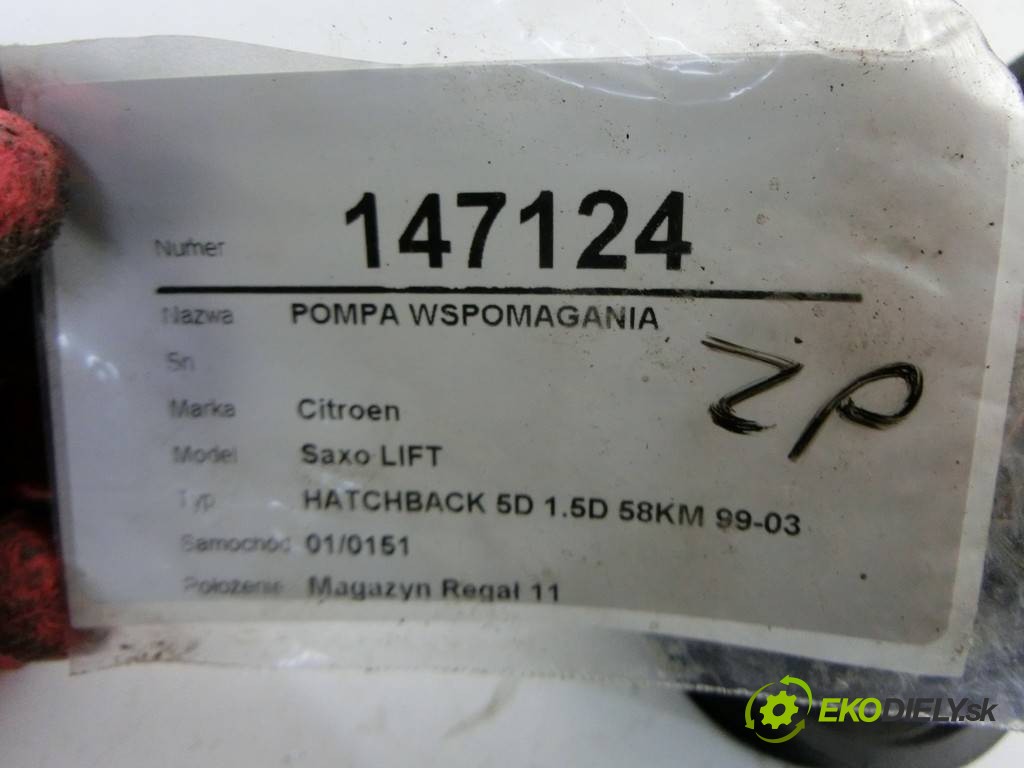 Numer 147124
Nazwa POMPA WSPOMAGANIA
Sn
Marka Citroen
Model Saxo LIFT
Typ HATCHBACK 5D 1.5D 58KM 99-03
Samochód 01/0151
Położenie Magazyn Regał 11
ZP
EKODIELY.sk